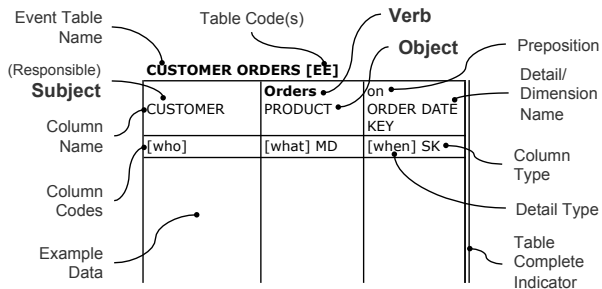 Event Table
Name
Table Code(s)
Verb
Object
Preposition
(Responsible)
Subject
CUSTOMER ORDERS [EE]
Detail/
Dimension
Name
Orders
on
CUSTOMER
PRODUCT
ORDER DATE
KEY
Column
Name
[who]
[what] MD
[when] SK
Column
Type
Column
Codes
Detail Type
Example
Data
Table
Complete
Indicator